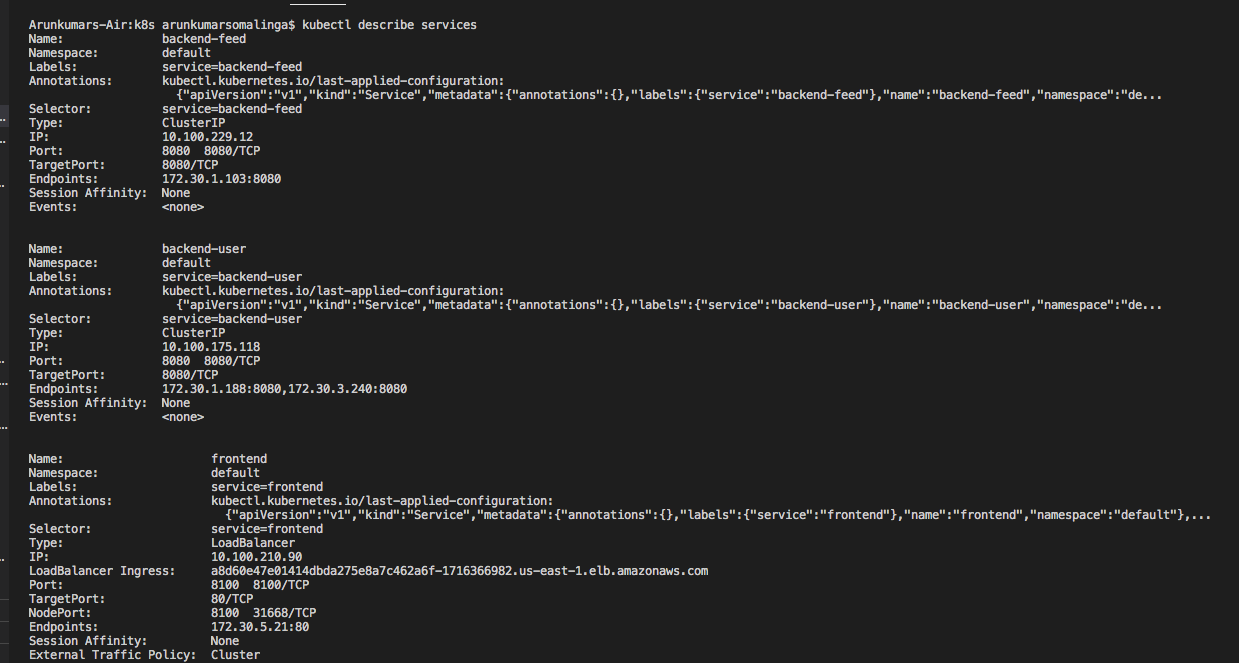 Arunkumars-Air:k8s arunkumarsomalinga$ kubectl describe services
Name:              backend-feed
Namespace:         default
Labels:            service=backend-feed
Annotations:       kubectl.kubernetes.io/last-applied-configuration:
                     {"apiVersion":"v1","kind":"Service","metadata":{"annotations":{},"labels":{"service":"backend-feed"},"name":"backend-feed","namespace":"de...
Selector:          service=backend-feed
Type:              ClusterIP
IP:                10.100.229.12
Port:              8080  8080/TCP
TargetPort:        8080/TCP
Endpoints:         172.30.1.103:8080
Session Affinity:  None
Events:            <none>
Name:              backend-user
Namespace:         default
Labels:            service=backend-user
Annotations:       kubectl.kubernetes.io/last-applied-configuration:
                     {"apiVersion":"v1","kind":"Service","metadata":{"annotations":{},"labels":{"service":"backend-user"},"name":"backend-user","namespace":"de...
Selector:          service=backend-user
Type:              ClusterIP
IP:                10.100.175.118
Port:              8080  8080/TCP
TargetPort:        8080/TCP
Endpoints:         172.30.1.188:8080,172.30.3.240:8080
Session Affinity:  None
Events:            <none>
Name:                     frontend
Namespace:                default
Labels:                   service=frontend
Annotations:              kubectl.kubernetes.io/last-applied-configuration:
                            {"apiVersion":"v1","kind":"Service","metadata":{"annotations":{},"labels":{"service":"frontend"},"name":"frontend","namespace":"default"},...
Selector:                 service=frontend
Type:                     LoadBalancer
IP:                       10.100.210.90
LoadBalancer Ingress:     a8d60e47e01414dbda275e8a7c462a6f-1716366982.us-east-1.elb.amazonaws.com
Port:                     8100  8100/TCP
TargetPort:               80/TCP
NodePort:                 8100  31668/TCP
Endpoints:                172.30.5.21:80
Session Affinity:         None
External Traffic Policy:  Cluster